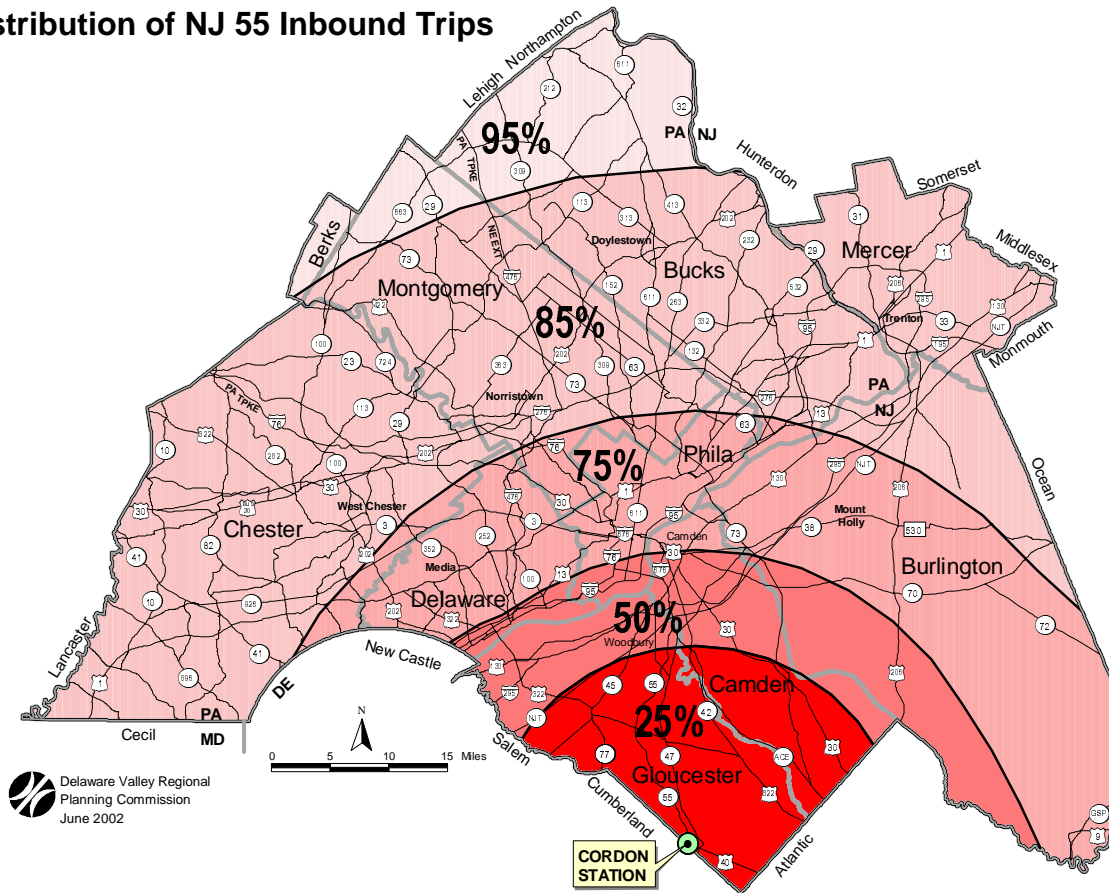 stribution of NJ 55 Inbound Trips
Lehigh Northampton
611
212
32
PA NJ
95%
PA TPKE
309
Hunterdon
Somerset
Berks
663
29
113
313
413
202
232
31
Mercer
1
Middlesex
NE EXT
Doylestown
73
476
Bucks
29
206
295
130
Montgomery
152
611
263
532
Trenton
33
NJT
422
85%
332
95
1
195
Monmouth
100
23
724
363
202
309
63
132
73
PA
NJ
PA TPKE
113
Norristown
276
276
13
76
29
63
322
10
202
76
75%
Phila
282
100
295
NJT
130
206
Ocean
30
476
1
30
30
30
West Chester
3
3
611
95
Mount
Holly
Chester
676
73
38
530
41
82
202
352
252
Camden
30
Media
76
676
Burlington
100
13
10
926
Delaware
95
70
202
322
50%
72
Lancaster
41
New Castle
Woodbury
30
1
896
DE
130
206
45
55
Camden
295
322
PA
MD
Cecil
N
NJT
25%
42
30
Salem
0 5 10 15 Miles
77
47
ACE
Gloucester
Delaware Valley Regional
Planning Commission
June 2002
55
322
Cumberland
GSP
9
Atlantic
CORDON
STATION
40